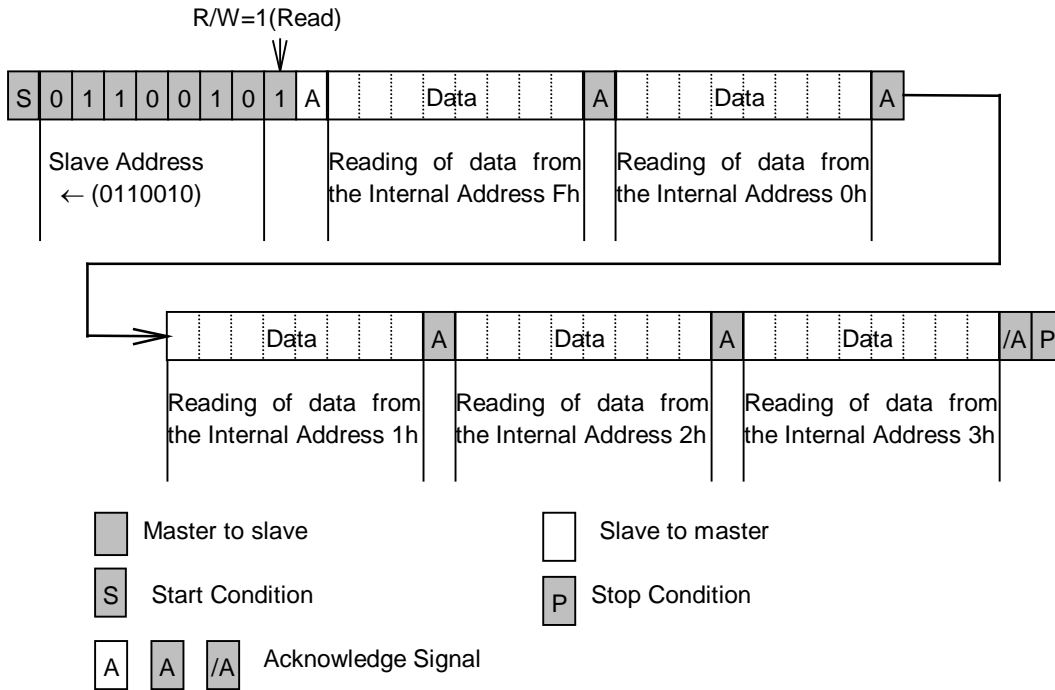 R/W=1(Read)
S 0 1 1 0 0 1 0 1 A Data A Data A
Slave Address
← (0110010)
Reading of data from
the Internal Address Fh
Reading of data from
the Internal Address 0h
Data A Data A Data /A P
Reading of data from
the Internal Address 1h
Reading of data from
the Internal Address 2h
Reading of data from
the Internal Address 3h
Master to slave
Slave to master
S Start Condition
P Stop Condition
A A /A Acknowledge Signal